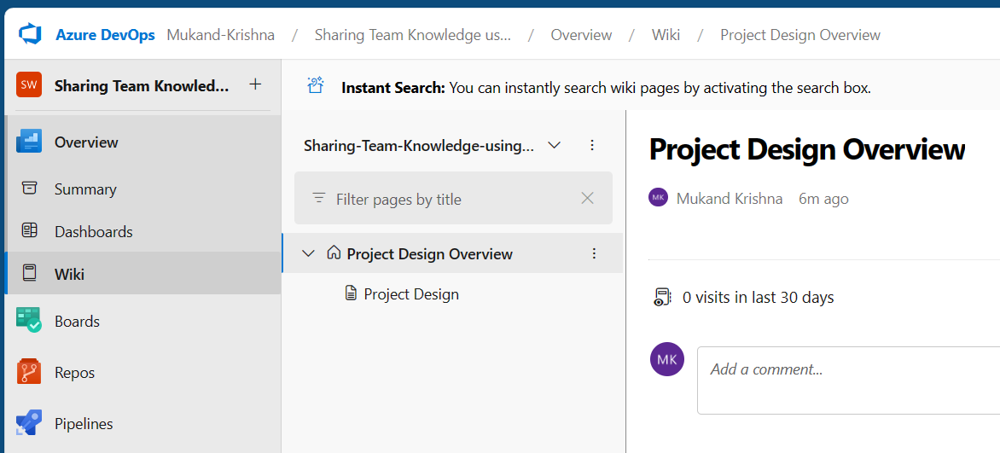 Azure DevOps Mukand-Krishna / Sharing Team Knowledge us... / Overview / Wiki / Project Design Overview
SW Sharing Team Knowled... +
Overview
Summary
Dashboards
Wiki
Boards
Repos
Pipelines
Instant Search: You can instantly search wiki pages by activating the search box.
Sharing-Team-Knowledge-using...
Filter pages by title
Project Design Overview
Project Design
Project Design Overview
MK Mukand Krishna 6m ago
0 visits in last 30 days
MK Add a comment...